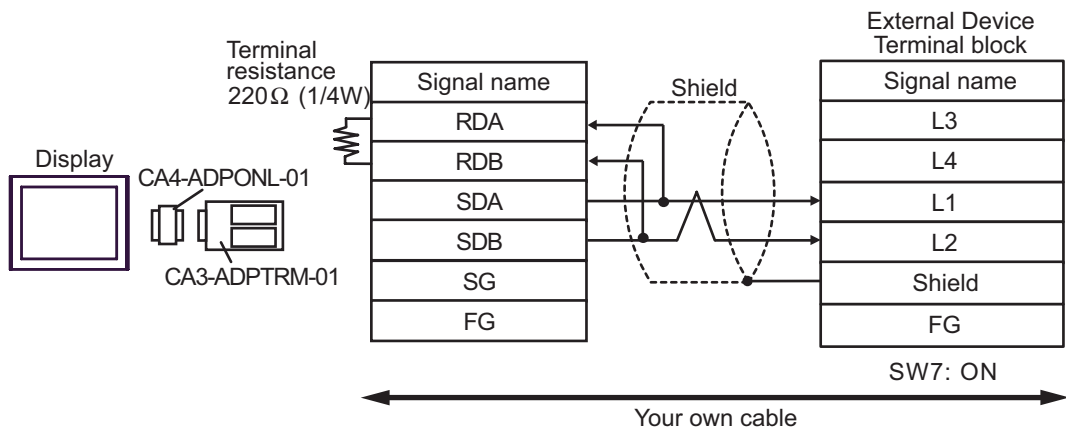 External Device
Terminal block
Terminal
resistance
220Ω (1/4W)
Signal name
RDA
RDB
SDA
SDB
SG
FG
Shield
Signal name
L3
L4
L1
L2
Shield
FG
Display
CA4-ADPONL-01
CA3-ADPTRM-01
SW7: ON
Your own cable